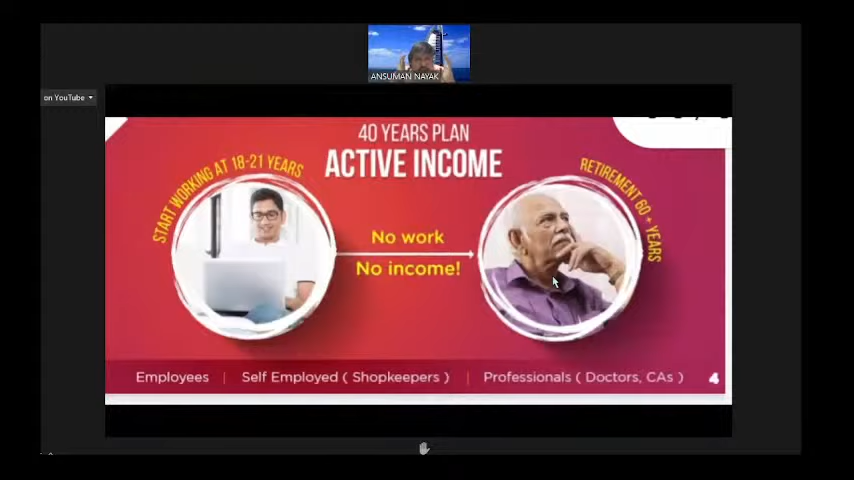 ANSUMAN NAYAK
on YouTube
40 YEARS PLAN
ACTIVE INCOME
START WORKING AT 18-21 YEARS
RETIREMENT 60 + YEARS
No work
No income!
Employees | Self Employed ( Shopkeepers ) | Professionals ( Doctors, CAs )
4